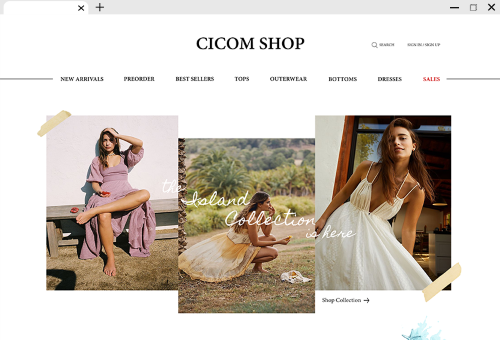 CICOM SHOP
SEARCH
SIGN IN / SIGN UP
NEW ARRIVALS PREORDER BEST SELLERS TOPS OUTERWEAR BOTTOMS DRESSES SALES
the
Island
Collection
is here
Shop Collection